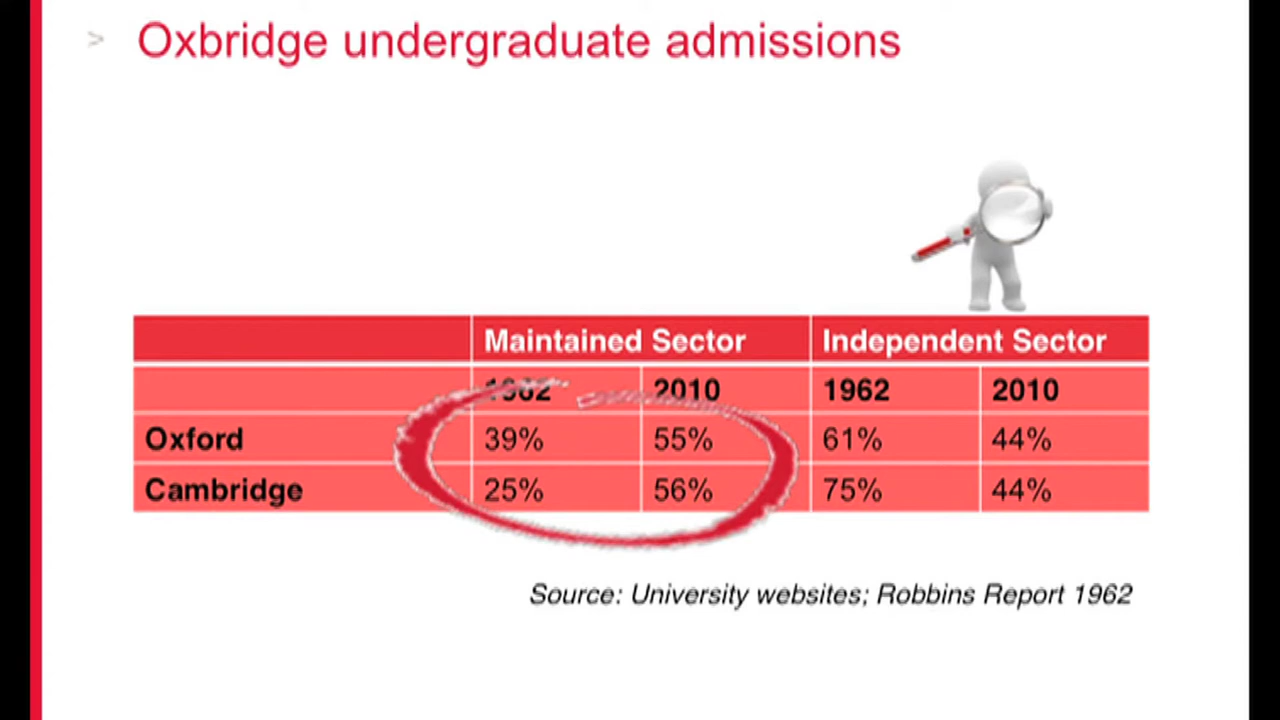 > Oxbridge undergraduate admissions
Maintained Sector Independent Sector
1962 2010 1962 2010
Oxford 39% 55% 61% 44%
Cambridge 25% 56% 75% 44%
Source: University websites; Robbins Report 1962